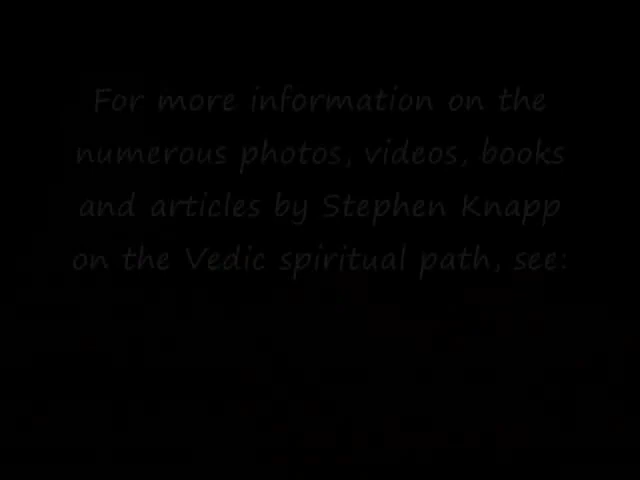 For more information on the
numerous photos, videos, books
and articles by Stephen Knapp
on the Vedic spiritual path, see: